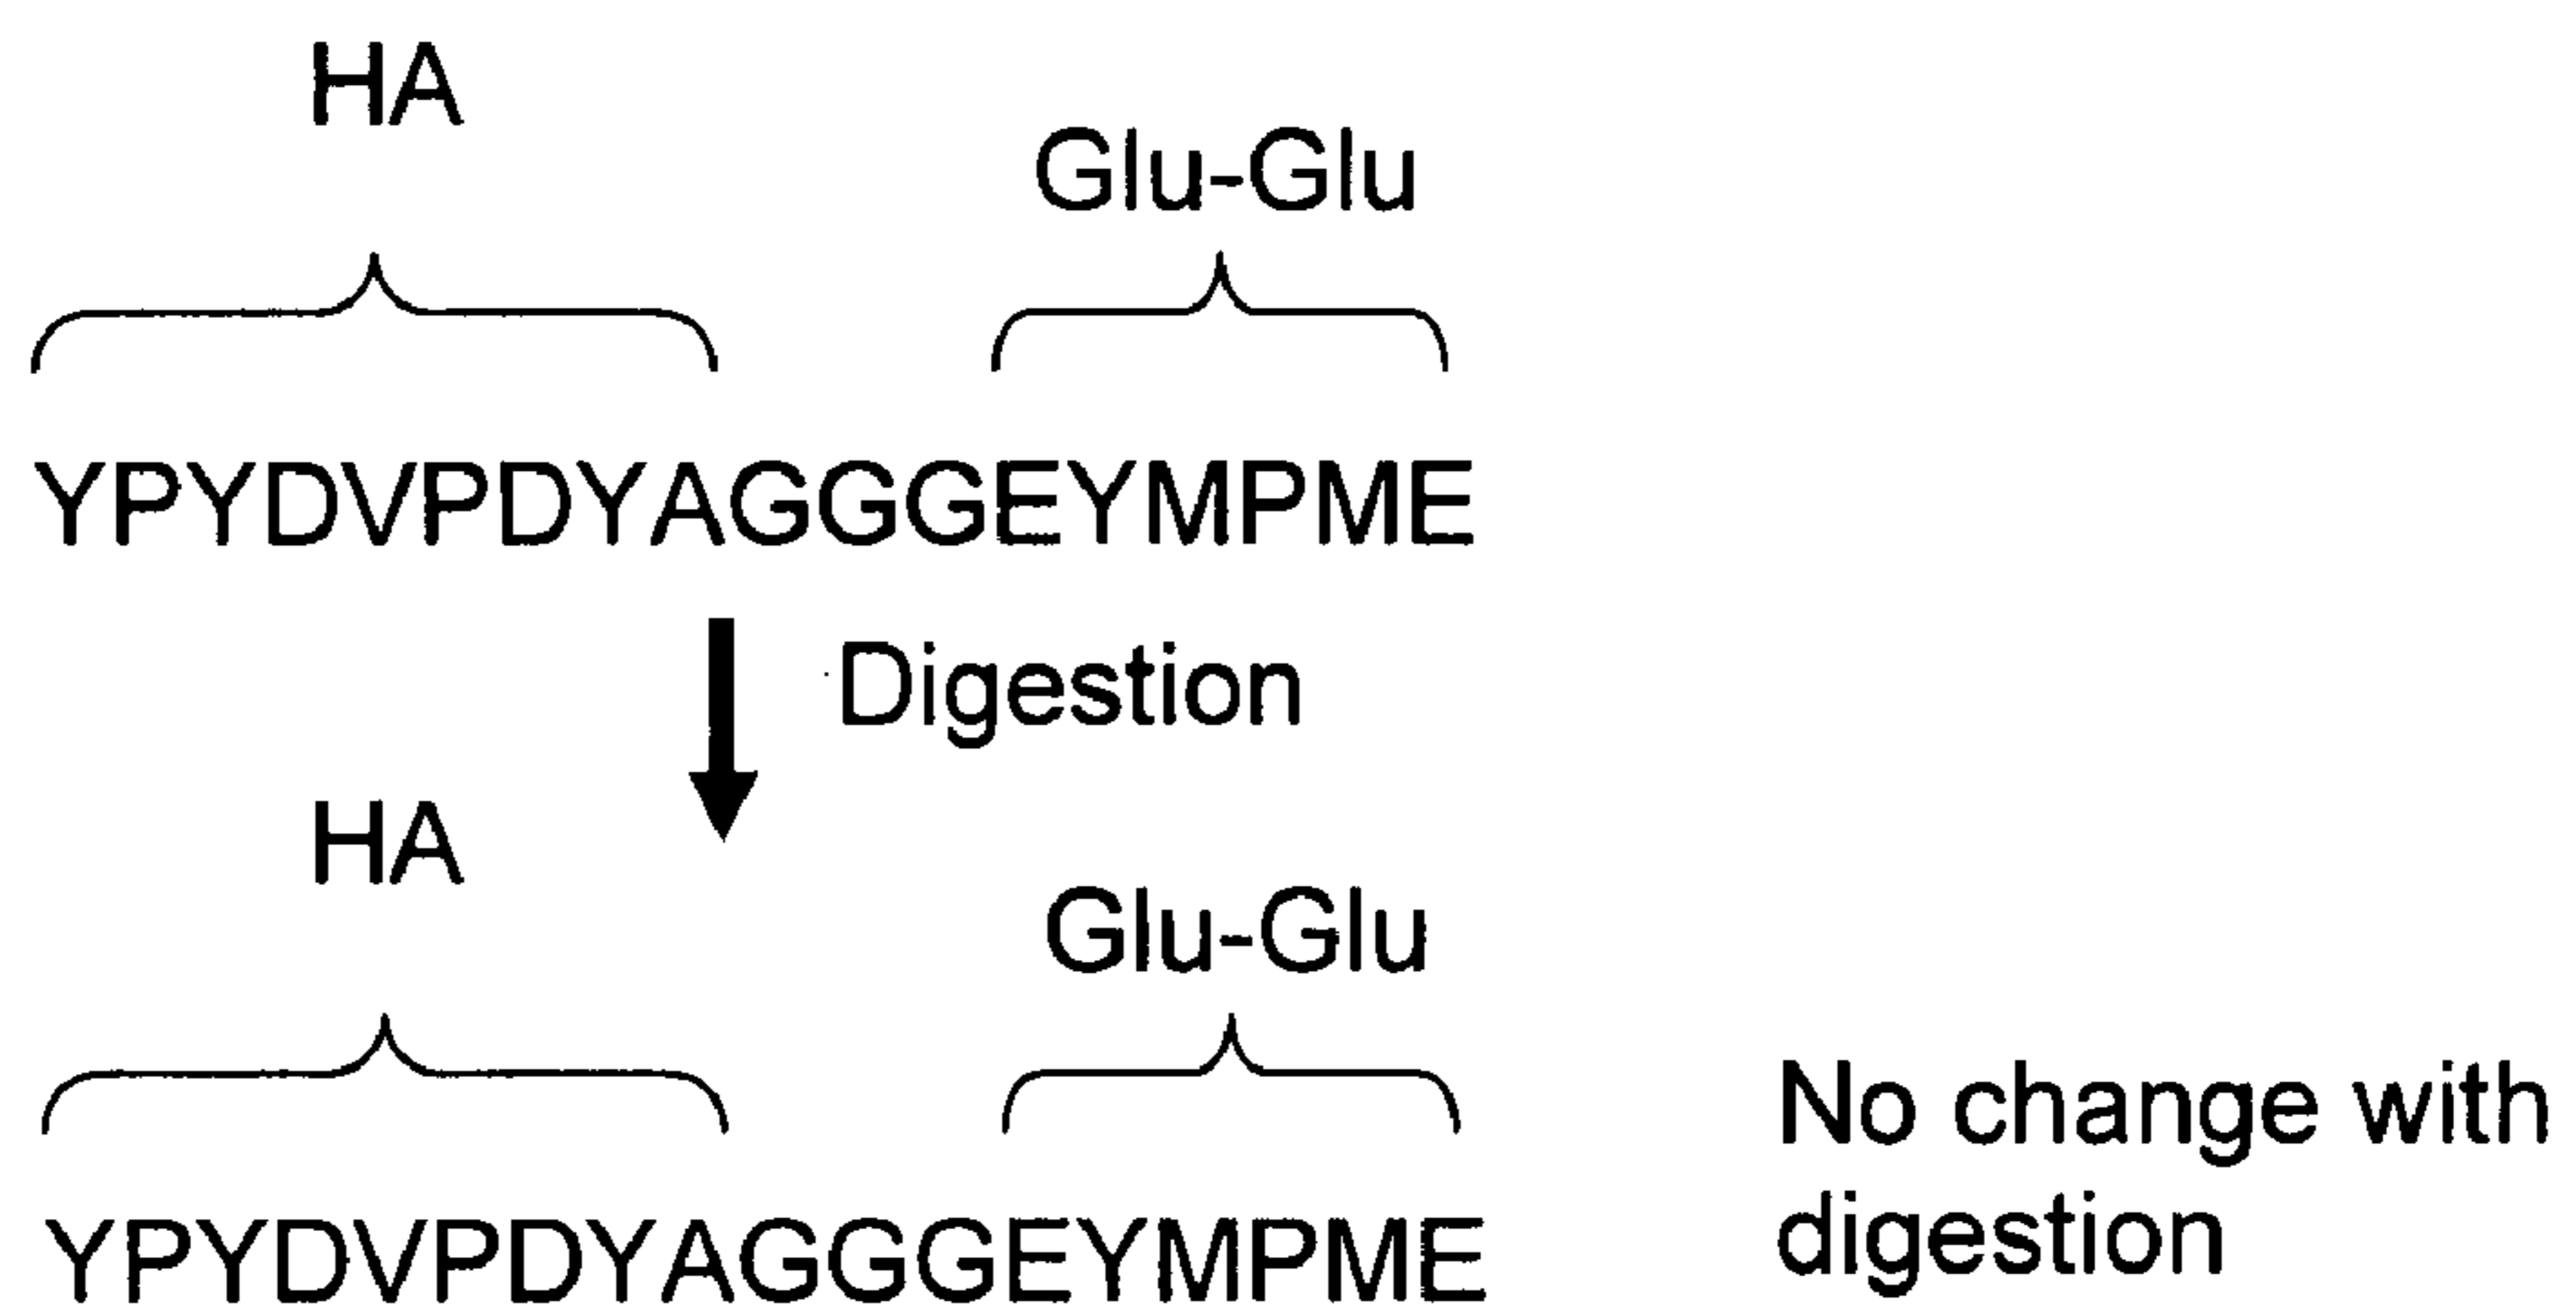 HA
Glu-Glu
YPYDVPDYAGGGEYMPME
Digestion
HA
Glu-Glu
YPYDVPDYAGGGEYMPME
No change with
digestion